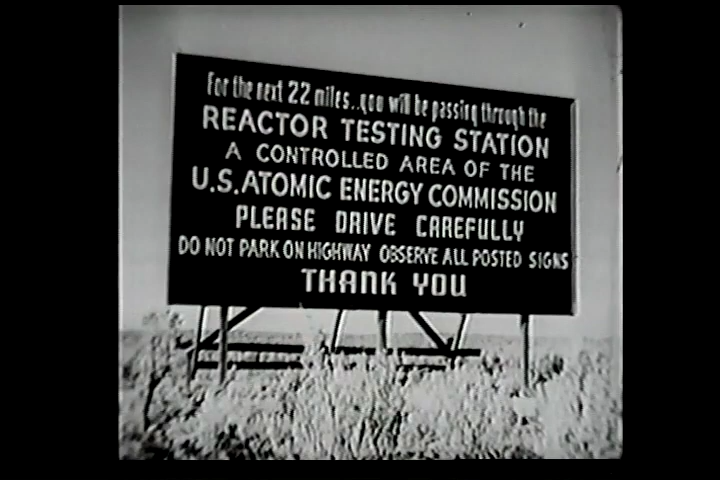 For the next 22 miles..you will be passing through the
REACTOR TESTING STATION
A CONTROLLED AREA OF THE
U.S. ATOMIC ENERGY COMMISSION
PLEASE DRIVE CAREFULLY
DO NOT PARK ON HIGHWAY OBSERVE ALL POSTED SIGNS
THANK YOU